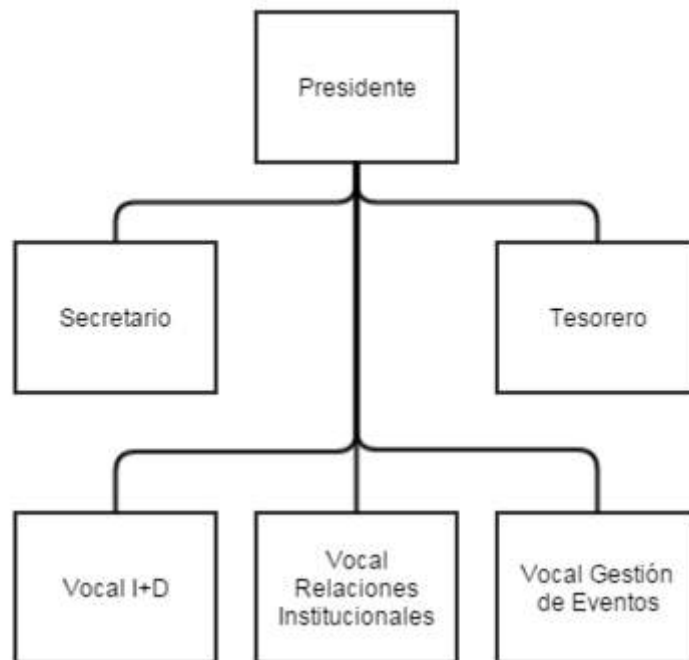 Presidente
Secretario
Tesorero
Vocal I+D
Vocal
Relaciones
Institucionales
Vocal Gestión
de Eventos